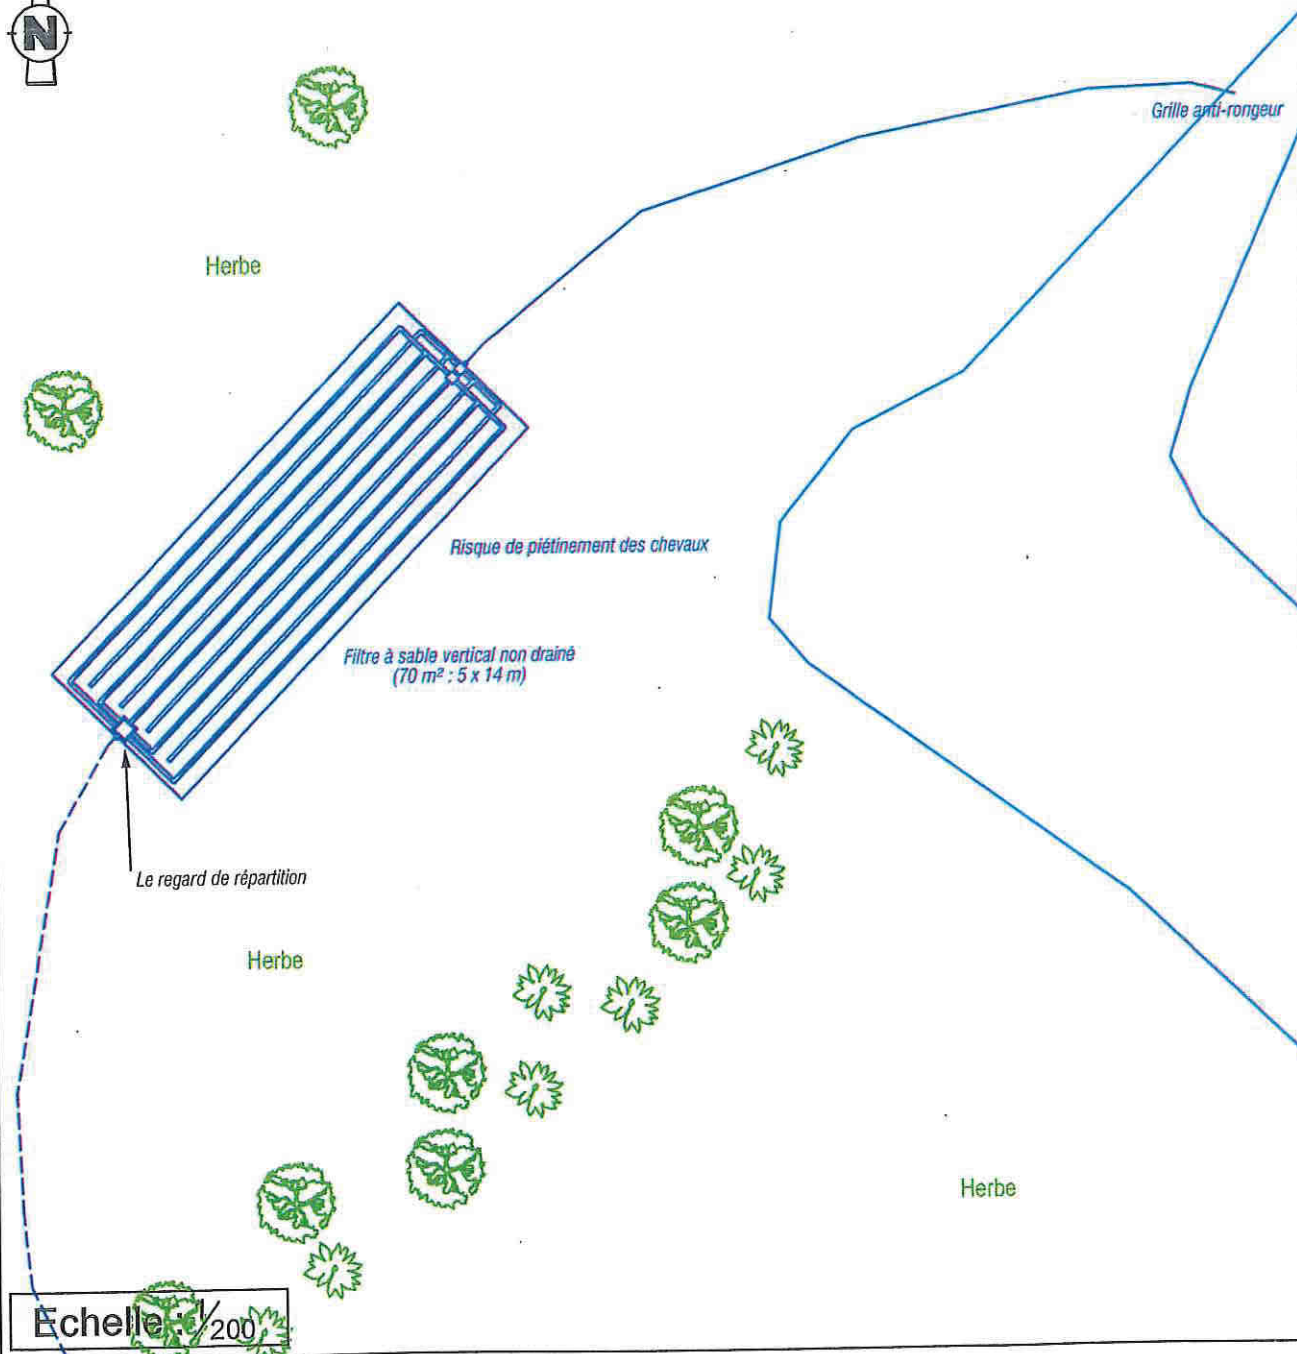 N
Grille anti-rongeur
Herbe
Risque de piétinement des chevaux
Filtre à sable vertical non drainé
(70 m² : 5 x 14 m)
Le regard de répartition
Herbe
Herbe
Echelle : 1/200